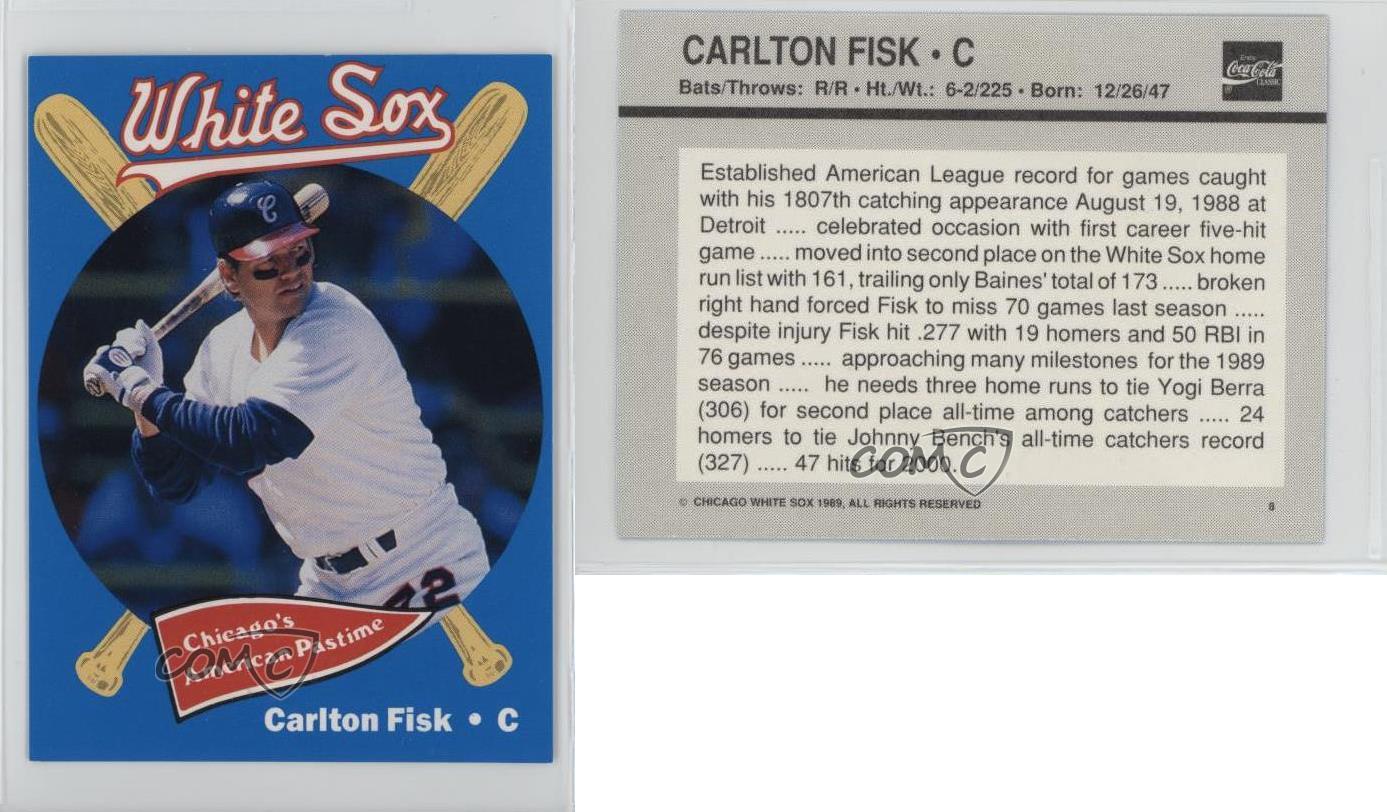 White Sox
C
72
Chicago's
American Pastime
COMC
Carlton Fisk • C
CARLTON FISK • C
Bats/Throws: R/R • Ht./Wt.: 6-2/225 • Born: 12/26/47
Enjoy
Coca-Cola
CLASSIC
Established American League record for games caught
with his 1807th catching appearance August 19, 1988 at
Detroit ..... celebrated occasion with first career five-hit
game ..... moved into second place on the White Sox home
run list with 161, trailing only Baines' total of 173 ..... broken
right hand forced Fisk to miss 70 games last season .....
despite injury Fisk hit .277 with 19 homers and 50 RBI in
76 games ..... approaching many milestones for the 1989
season ..... he needs three home runs to tie Yogi Berra
(306) for second place all-time among catchers ..... 24
homers to tie Johnny Bench's all-time catchers record
(327) ..... 47 hits for 2000.
COMC
© CHICAGO WHITE SOX 1989, ALL RIGHTS RESERVED
8